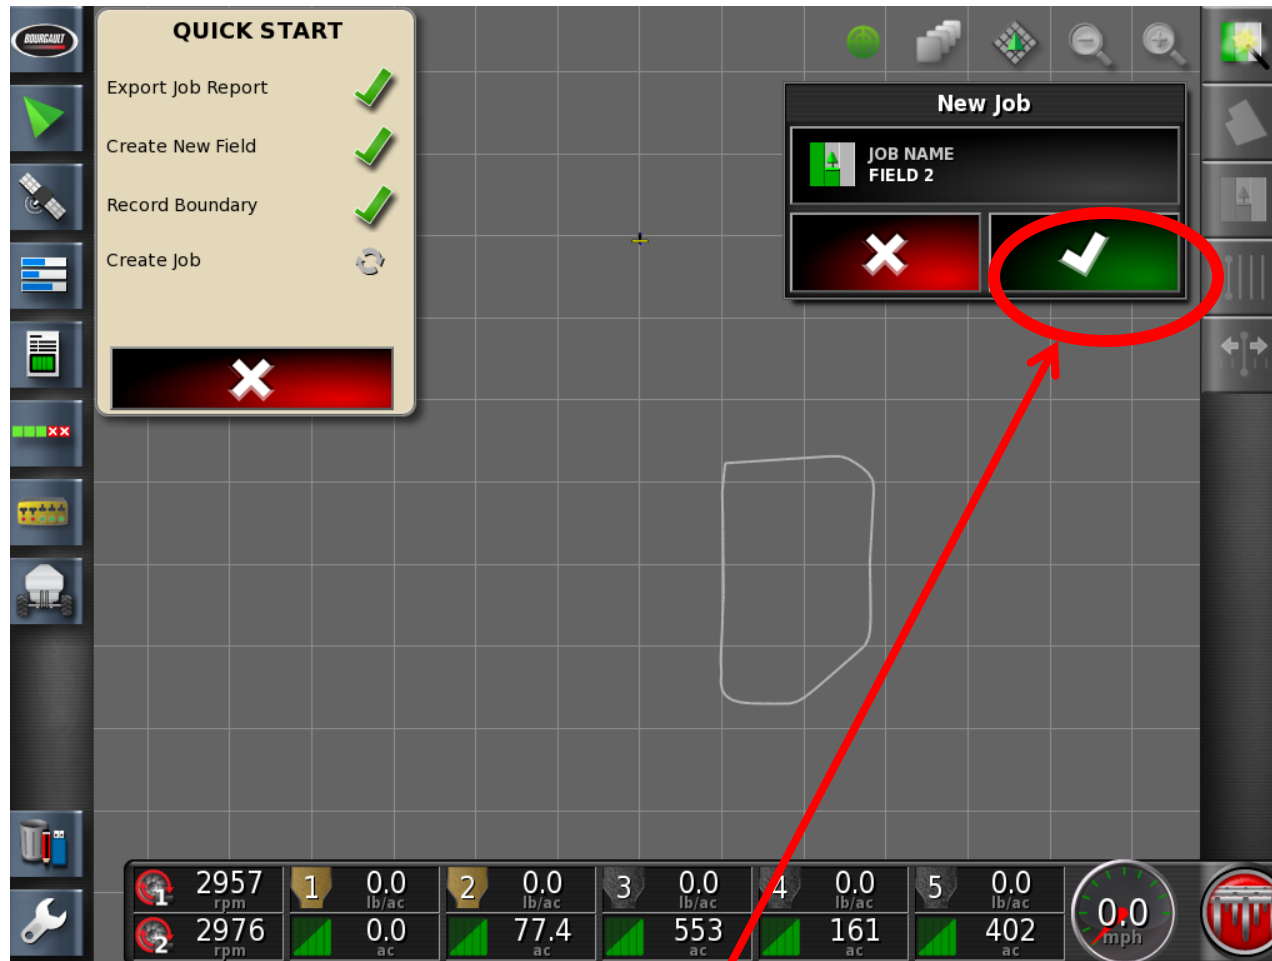 BOURGAULT
QUICK START
Export Job Report
Create New Field
Record Boundary
Create Job
New Job
JOB NAME
FIELD 2
1
2957
rpm
2
2976
rpm
1
0.0
lb/ac
0.0
ac
2
0.0
lb/ac
77.4
ac
3
0.0
lb/ac
553
ac
4
0.0
lb/ac
161
ac
5
0.0
lb/ac
402
ac
0.0
mph